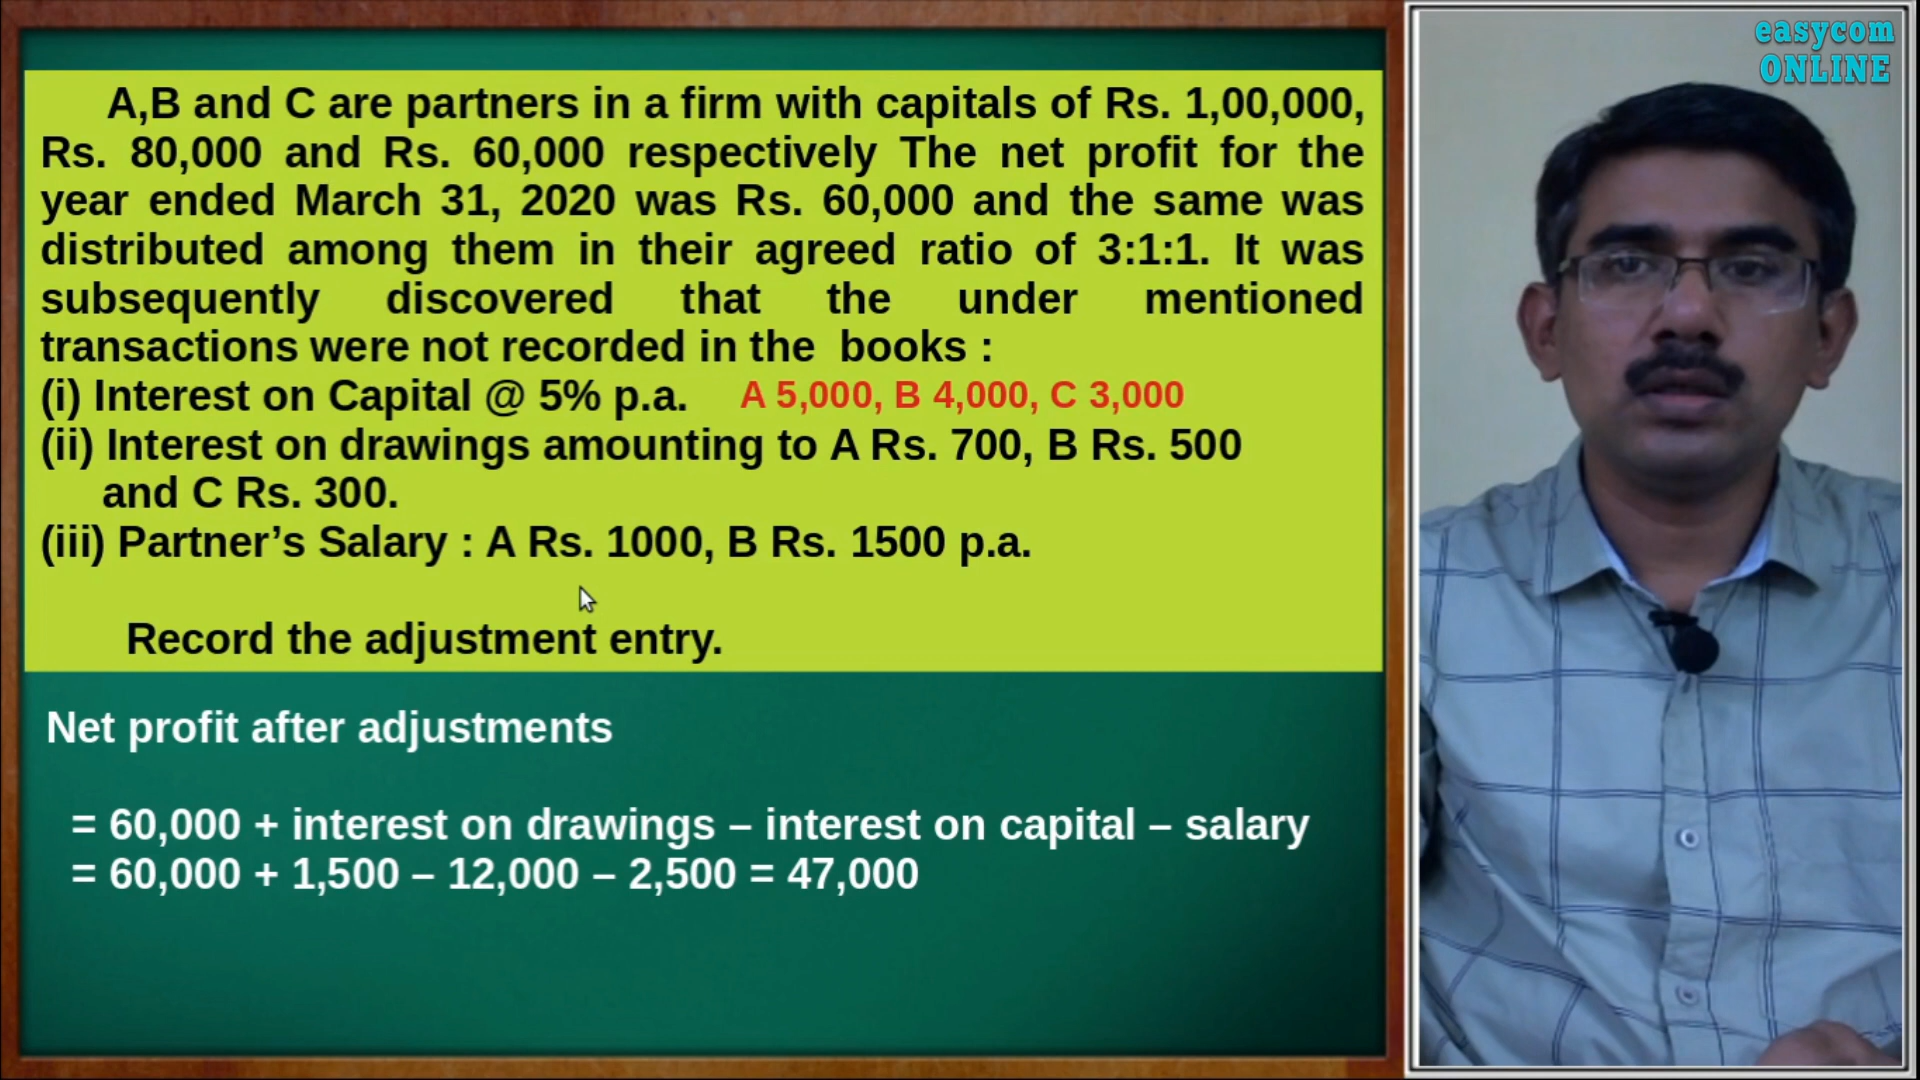 easycom
ONLINE
A,B and C are partners in a firm with capitals of Rs. 1,00,000,
Rs. 80,000 and Rs. 60,000 respectively The net profit for the
year ended March 31, 2020 was Rs. 60,000 and the same was
distributed among them in their agreed ratio of 3:1:1. It was
subsequently discovered that the under mentioned
transactions were not recorded in the books :
(i) Interest on Capital @ 5% p.a. A 5,000, B 4,000, C 3,000
(ii) Interest on drawings amounting to A Rs. 700, B Rs. 500
and C Rs. 300.
(iii) Partner’s Salary : A Rs. 1000, B Rs. 1500 p.a.
Record the adjustment entry.
Net profit after adjustments
= 60,000 + interest on drawings – interest on capital – salary
= 60,000 + 1,500 – 12,000 – 2,500 = 47,000